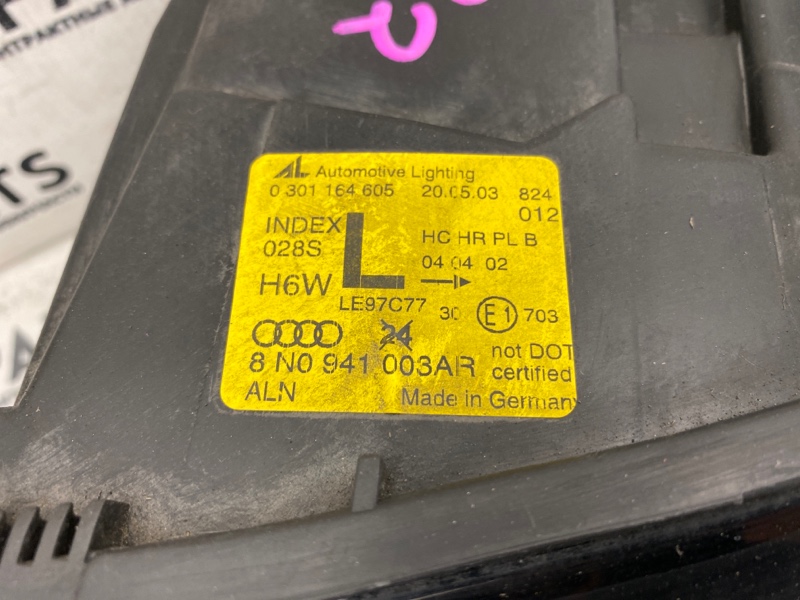 AL Automotive Lighting
0 301 164 605 20.05.03 824
012
INDEX L HC HR PL B
028S 04 04 02
H6W
LE97C77 30 E1 703
24
8 N0 941 003AR not DOT
certified
ALN Made in Germany